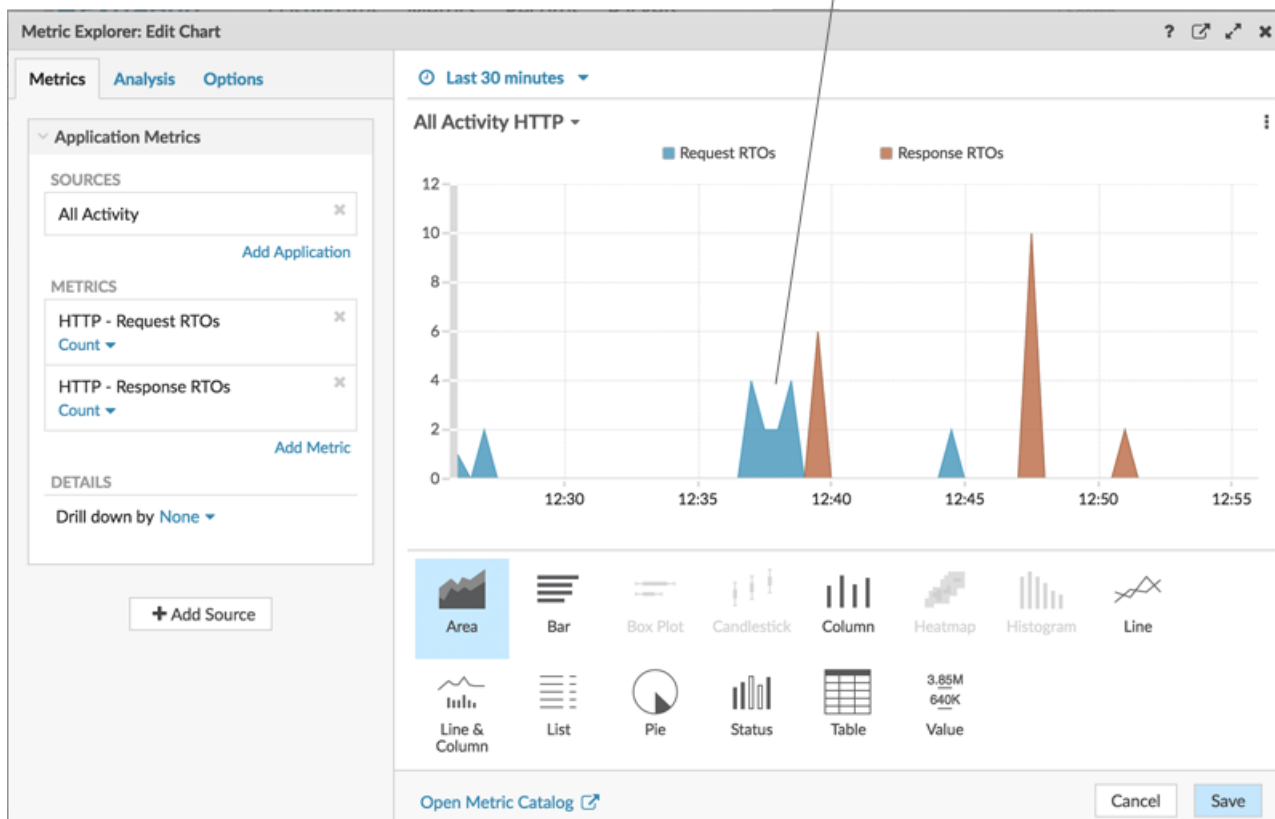 Metric Explorer: Edit Chart
?
Metrics Analysis Options
Application Metrics
SOURCES
All Activity
Add Application
METRICS
HTTP - Request RTOs
Count
HTTP - Response RTOs
Count
Add Metric
DETAILS
Drill down by None
+ Add Source
Last 30 minutes
All Activity HTTP
Request RTOs Response RTOs
12
10
8
6
4
2
0
12:30 12:35 12:40 12:45 12:50 12:55
Area Bar Box Plot Candlestick Column Heatmap Histogram Line
3.85M
640K
Line & Column List Pie Status Table Value
Open Metric Catalog
Cancel Save